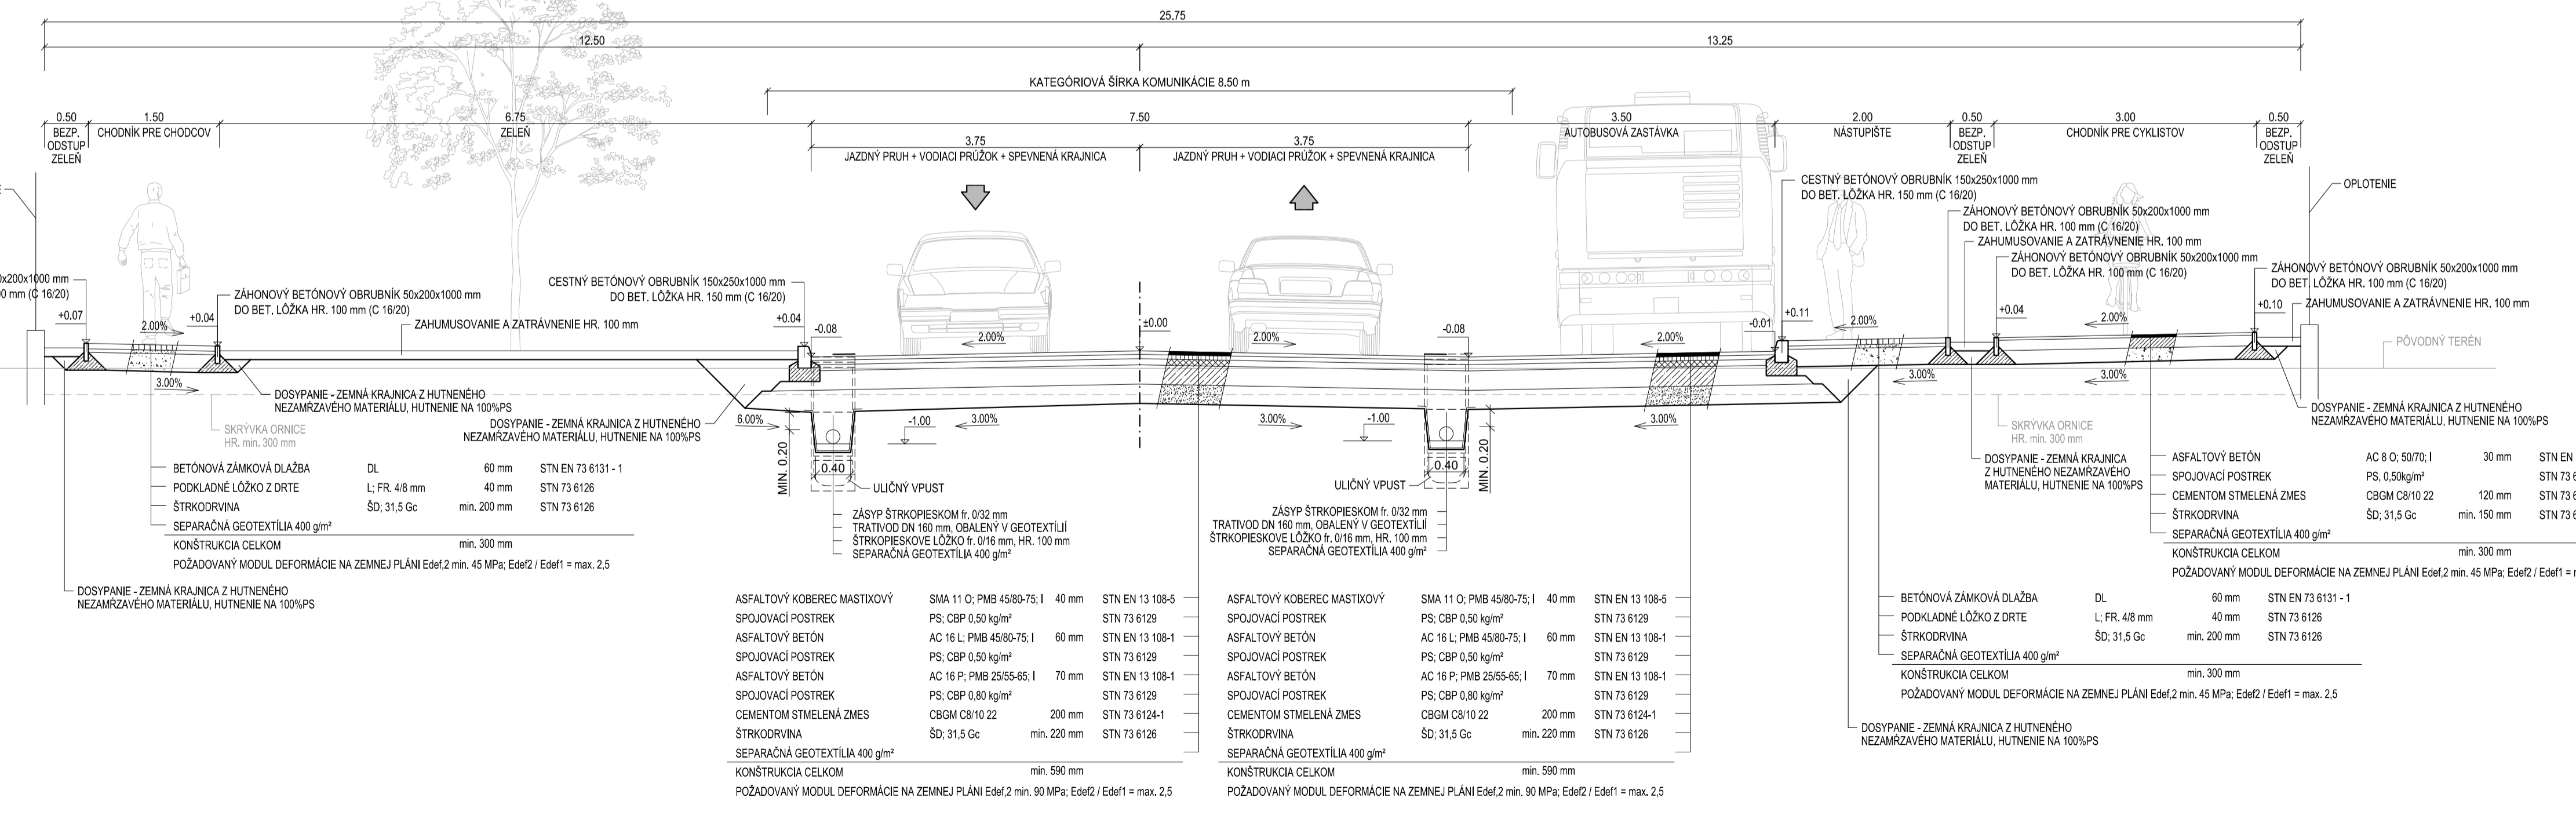 25.75
12.50
13.25
KATEGÓRIOVÁ ŠÍRKA KOMUNIKÁCIE 8.50 m
0.50
BEZP.
ODSTUP
ZELEŇ
1.50
CHODNÍK PRE CHODCOV
6.75
ZELEŇ
7.50
3.75
JAZDNÝ PRUH + VODIACI PRÚŽOK + SPEVNENÁ KRAJNICA
3.75
JAZDNÝ PRUH + VODIACI PRÚŽOK + SPEVNENÁ KRAJNICA
3.50
AUTOBUSOVÁ ZASTÁVKA
2.00
NÁSTUPIŠTE
0.50
BEZP.
ODSTUP
ZELEŇ
3.00
CHODNÍK PRE CYKLISTOV
0.50
BEZP.
ODSTUP
ZELEŇ
OPLOTENIE
x200x1000 mm
0 mm (C 16/20)
+0.07
2.00%
+0.04
ZÁHONOVÝ BETÓNOVÝ OBRUBNÍK 50x200x1000 mm
DO BET. LÔŽKA HR. 100 mm (C 16/20)
ZAHUMUSOVANIE A ZATRÁVNENIE HR. 100 mm
CESTNÝ BETÓNOVÝ OBRUBNÍK 150x250x1000 mm
DO BET. LÔŽKA HR. 150 mm (C 16/20)
+0.04
-0.08
2.00%
±0.00
2.00%
-0.08
2.00%
-0.01
+0.11
CESTNÝ BETÓNOVÝ OBRUBNÍK 150x250x1000 mm
DO BET. LÔŽKA HR. 150 mm (C 16/20)
2.00%
ZÁHONOVÝ BETÓNOVÝ OBRUBNÍK 50x200x1000 mm
DO BET. LÔŽKA HR. 100 mm (C 16/20)
ZAHUMUSOVANIE A ZATRÁVNENIE HR. 100 mm
ZÁHONOVÝ BETÓNOVÝ OBRUBNÍK 50x200x1000 mm
DO BET. LÔŽKA HR. 100 mm (C 16/20)
+0.04
2.00%
ZÁHONOVÝ BETÓNOVÝ OBRUBNÍK 50x200x1000 mm
DO BET. LÔŽKA HR. 100 mm (C 16/20)
+0.10
ZAHUMUSOVANIE A ZATRÁVNENIE HR. 100 mm
PÔVODNÝ TERÉN
3.00%
DOSYPANIE - ZEMNÁ KRAJNICA Z HUTNENÉHO
NEZAMŔZAVÉHO MATERIÁLU, HUTNENIE NA 100%PS
SKRÝVKA ORNICE
HR. min. 300 mm
DOSYPANIE - ZEMNÁ KRAJNICA Z HUTNENÉHO
NEZAMŔZAVÉHO MATERIÁLU, HUTNENIE NA 100%PS
6.00%
MIN. 0.20
0.40
-1.00
3.00%
3.00%
-1.00
0.40
MIN. 0.20
3.00%
3.00%
3.00%
ULIČNÝ VPUST
ULIČNÝ VPUST
ZÁSYP ŠTRKOPIESKOM fr. 0/32 mm
TRATIVOD DN 160 mm, OBALENÝ V GEOTEXTÍLIÍ
ŠTRKOPIESKOVE LÔŽKO fr. 0/16 mm, HR. 100 mm
SEPARAČNÁ GEOTEXTÍLIA 400 g/m²
ZÁSYP ŠTRKOPIESKOM fr. 0/32 mm
TRATIVOD DN 160 mm, OBALENÝ V GEOTEXTÍLIÍ
ŠTRKOPIESKOVE LÔŽKO fr. 0/16 mm, HR. 100 mm
SEPARAČNÁ GEOTEXTÍLIA 400 g/m²
SKRÝVKA ORNICE
HR. min. 300 mm
DOSYPANIE - ZEMNÁ KRAJNICA
Z HUTNENÉHO NEZAMŔZAVÉHO
MATERIÁLU, HUTNENIE NA 100%PS
DOSYPANIE - ZEMNÁ KRAJNICA Z HUTNENÉHO
NEZAMŔZAVÉHO MATERIÁLU, HUTNENIE NA 100%PS
BETÓNOVÁ ZÁMKOVÁ DLAŽBA DL 60 mm STN EN 73 6131 - 1
PODKLADNÉ LÔŽKO Z DRTE L; FR. 4/8 mm 40 mm STN 73 6126
ŠTRKODRVINA ŠD; 31,5 Gc min. 200 mm STN 73 6126
SEPARAČNÁ GEOTEXTÍLIA 400 g/m²
KONŠTRUKCIA CELKOM min. 300 mm
POŽADOVANÝ MODUL DEFORMÁCIE NA ZEMNEJ PLÁNI Edef,2 min. 45 MPa; Edef2 / Edef1 = max. 2,5
DOSYPANIE - ZEMNÁ KRAJNICA Z HUTNENÉHO
NEZAMŔZAVÉHO MATERIÁLU, HUTNENIE NA 100%PS
ASFALTOVÝ BETÓN AC 8 O; 50/70; I 30 mm STN EN
SPOJOVACÍ POSTREK PS, 0,50kg/m² STN 73 6
CEMENTOM STMELENÁ ZMES CBGM C8/10 22 120 mm STN 73 6
ŠTRKODRVINA ŠD; 31,5 Gc min. 150 mm STN 73 6
SEPARAČNÁ GEOTEXTÍLIA 400 g/m²
KONŠTRUKCIA CELKOM min. 300 mm
POŽADOVANÝ MODUL DEFORMÁCIE NA ZEMNEJ PLÁNI Edef,2 min. 45 MPa; Edef2 / Edef1 =
ASFALTOVÝ KOBEREC MASTIXOVÝ SMA 11 O; PMB 45/80-75; I 40 mm STN EN 13 108-5
SPOJOVACÍ POSTREK PS; CBP 0,50 kg/m² STN 73 6129
ASFALTOVÝ BETÓN AC 16 L; PMB 45/80-75; I 60 mm STN EN 13 108-1
SPOJOVACÍ POSTREK PS; CBP 0,50 kg/m² STN 73 6129
ASFALTOVÝ BETÓN AC 16 P; PMB 25/55-65; I 70 mm STN EN 13 108-1
SPOJOVACÍ POSTREK PS; CBP 0,80 kg/m² STN 73 6129
CEMENTOM STMELENÁ ZMES CBGM C8/10 22 200 mm STN 73 6124-1
ŠTRKODRVINA ŠD; 31,5 Gc min. 220 mm STN 73 6126
SEPARAČNÁ GEOTEXTÍLIA 400 g/m²
KONŠTRUKCIA CELKOM min. 590 mm
POŽADOVANÝ MODUL DEFORMÁCIE NA ZEMNEJ PLÁNI Edef,2 min. 90 MPa; Edef2 / Edef1 = max. 2,5
ASFALTOVÝ KOBEREC MASTIXOVÝ SMA 11 O; PMB 45/80-75; I 40 mm STN EN 13 108-5
SPOJOVACÍ POSTREK PS; CBP 0,50 kg/m² STN 73 6129
ASFALTOVÝ BETÓN AC 16 L; PMB 45/80-75; I 60 mm STN EN 13 108-1
SPOJOVACÍ POSTREK PS; CBP 0,50 kg/m² STN 73 6129
ASFALTOVÝ BETÓN AC 16 P; PMB 25/55-65; I 70 mm STN EN 13 108-1
SPOJOVACÍ POSTREK PS; CBP 0,80 kg/m² STN 73 6129
CEMENTOM STMELENÁ ZMES CBGM C8/10 22 200 mm STN 73 6124-1
ŠTRKODRVINA ŠD; 31,5 Gc min. 220 mm STN 73 6126
SEPARAČNÁ GEOTEXTÍLIA 400 g/m²
KONŠTRUKCIA CELKOM min. 590 mm
POŽADOVANÝ MODUL DEFORMÁCIE NA ZEMNEJ PLÁNI Edef,2 min. 90 MPa; Edef2 / Edef1 = max. 2,5
BETÓNOVÁ ZÁMKOVÁ DLAŽBA DL 60 mm STN EN 73 6131 - 1
PODKLADNÉ LÔŽKO Z DRTE L; FR. 4/8 mm 40 mm STN 73 6126
ŠTRKODRVINA ŠD; 31,5 Gc min. 200 mm STN 73 6126
SEPARAČNÁ GEOTEXTÍLIA 400 g/m²
KONŠTRUKCIA CELKOM min. 300 mm
POŽADOVANÝ MODUL DEFORMÁCIE NA ZEMNEJ PLÁNI Edef,2 min. 45 MPa; Edef2 / Edef1 = max. 2,5
DOSYPANIE - ZEMNÁ KRAJNICA Z HUTNENÉHO
NEZAMŔZAVÉHO MATERIÁLU, HUTNENIE NA 100%PS